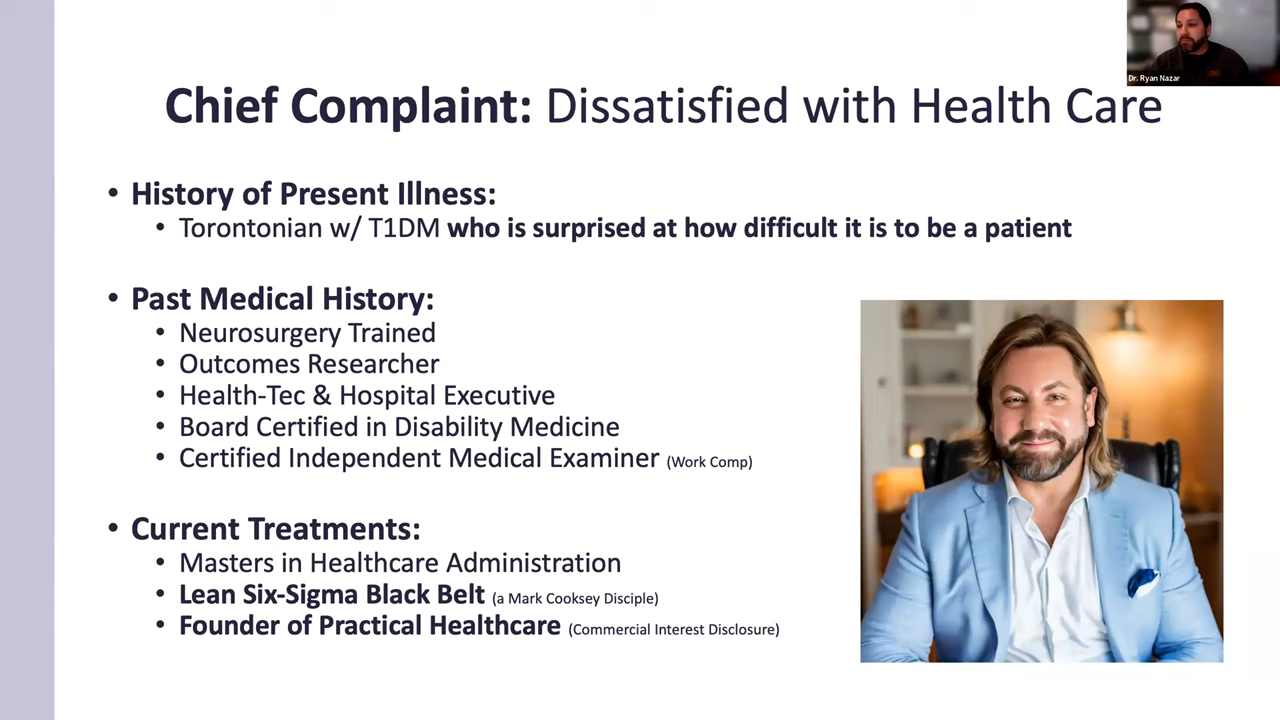 Dr. Ryan Nazar
Chief Complaint: Dissatisfied with Health Care
• History of Present Illness:
• Torontonian w/ T1DM who is surprised at how difficult it is to be a patient
• Past Medical History:
• Neurosurgery Trained
• Outcomes Researcher
• Health-Tec & Hospital Executive
• Board Certified in Disability Medicine
• Certified Independent Medical Examiner (Work Comp)
• Current Treatments:
• Masters in Healthcare Administration
• Lean Six-Sigma Black Belt (a Mark Cooksey Disciple)
• Founder of Practical Healthcare (Commercial Interest Disclosure)